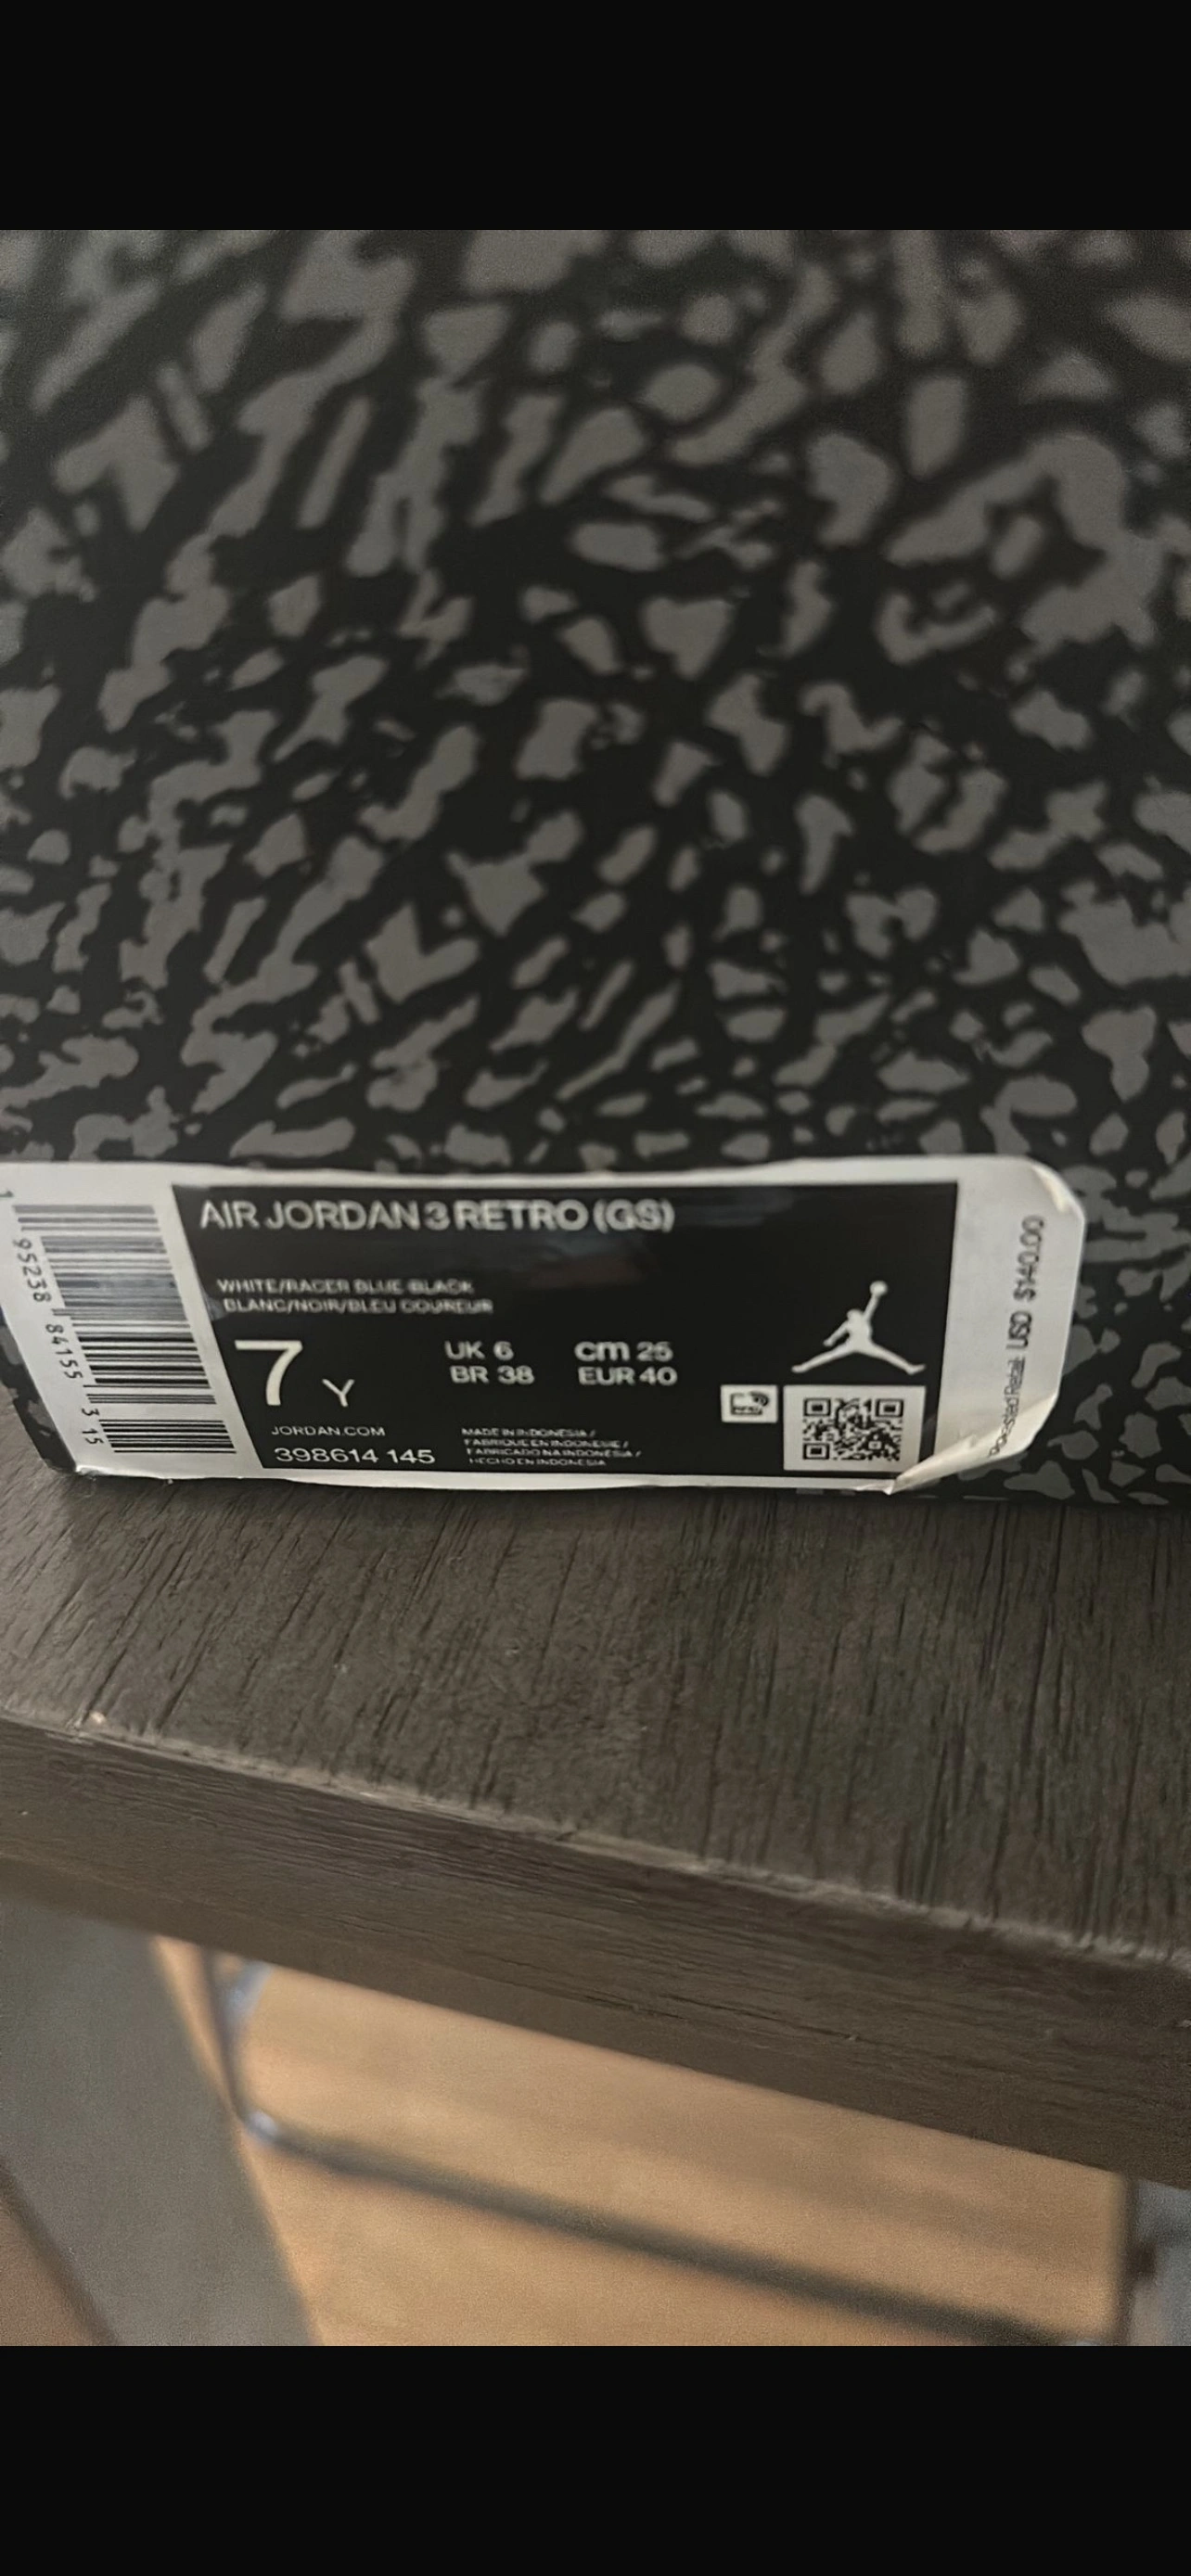 AIR JORDAN 3 RETRO (GS)
WHITE/RACER BLUE-BLACK
BLANC/NOIR/BLEU COUREUR
7 Y
UK 6
BR 38
cm 25
EUR 40
JORDAN.COM
398614 145
MADE IN INDONESIA /
FABRIQUE EN INDONESIE /
FABRICADO NA INDONESIA /
HECHO EN INDONESIA
1 95238 84155 3 15
Retail: USD $140.00